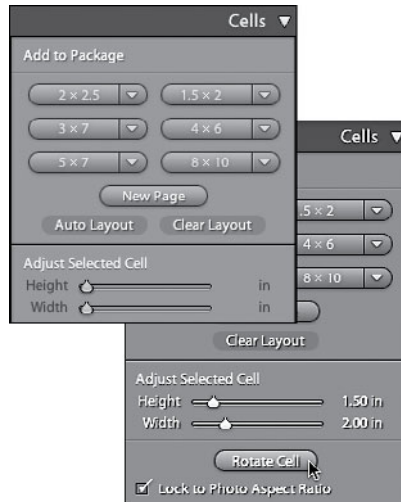 Cells
Add to Package
2 × 2.5 1.5 × 2
3 × 7 4 × 6
5 × 7 8 × 10
New Page
Auto Layout Clear Layout
Adjust Selected Cell
Height in
Width in
Cells
.5 × 2
4 × 6
8 × 10
Clear Layout
Adjust Selected Cell
Height 1.50 in
Width 2.00 in
Rotate Cell
Lock to Photo Aspect Ratio